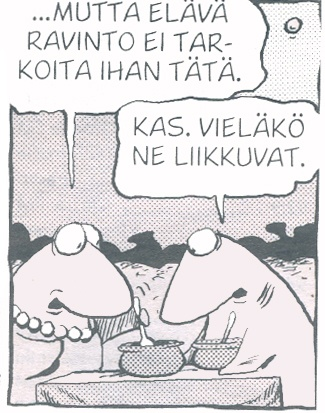 ...MUTTA ELÄVÄ
RAVINTO EI TAR-
KOITA IHAN TÄTÄ.
KAS. VIELÄKÖ
NE LIIKKUVAT.